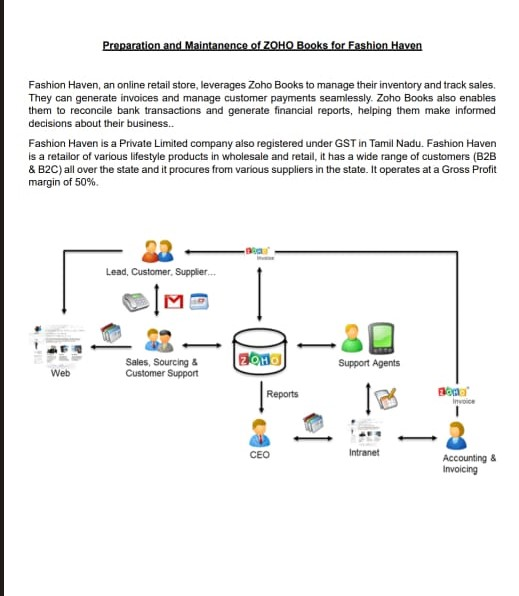 Preparation and Maintanence of ZOHO Books for Fashion Haven
Fashion Haven, an online retail store, leverages Zoho Books to manage their inventory and track sales.
They can generate invoices and manage customer payments seamlessly. Zoho Books also enables
them to reconcile bank transactions and generate financial reports, helping them make informed
decisions about their business..
Fashion Haven is a Private Limited company also registered under GST in Tamil Nadu. Fashion Haven
is a retailor of various lifestyle products in wholesale and retail, it has a wide range of customers (B2B
& B2C) all over the state and it procures from various suppliers in the state. It operates at a Gross Profit
margin of 50%.
ZOHO
Invoice
Lead, Customer, Supplier...
ZOHO
Web
Sales, Sourcing &
Customer Support
Support Agents
Reports
ZOHO
Invoice
CEO
Intranet
Accounting &
Invoicing